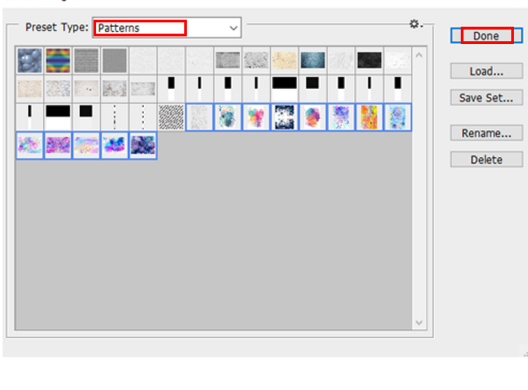 Preset Type: Patterns
Done
Load...
Save Set...
Rename...
Delete